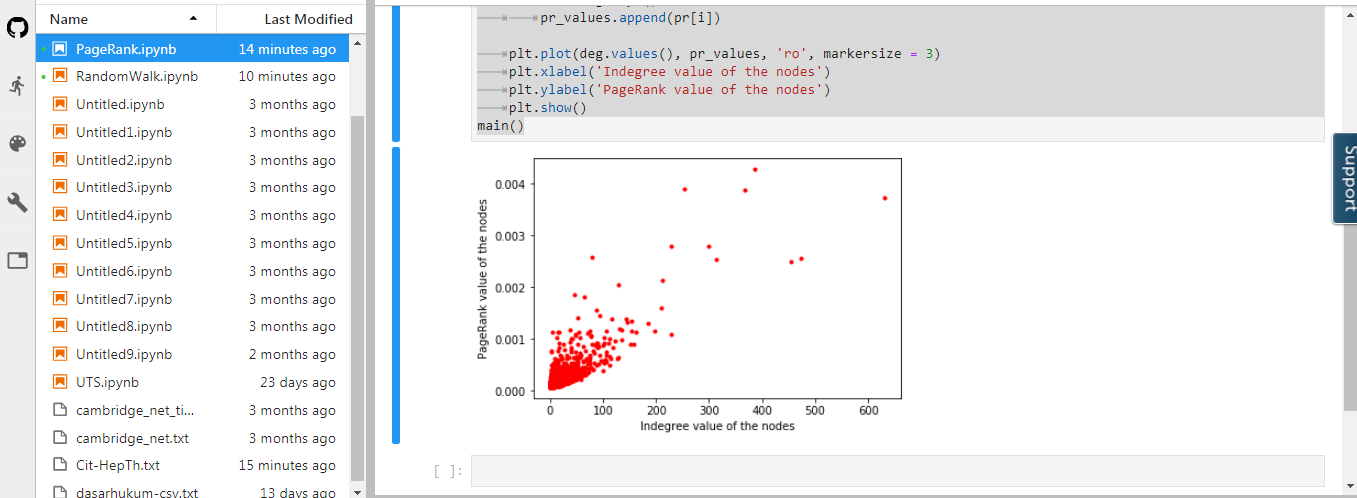 Name Last Modified
PageRank.ipynb 14 minutes ago
RandomWalk.ipynb 10 minutes ago
Untitled.ipynb 3 months ago
Untitled1.ipynb 3 months ago
Untitled2.ipynb 3 months ago
Untitled3.ipynb 3 months ago
Untitled4.ipynb 3 months ago
Untitled5.ipynb 3 months ago
Untitled6.ipynb 3 months ago
Untitled7.ipynb 3 months ago
Untitled8.ipynb 3 months ago
Untitled9.ipynb 2 months ago
UTS.ipynb 23 days ago
cambridge_net_ti... 3 months ago
cambridge_net.txt 3 months ago
Cit-HepTh.txt 15 minutes ago
dasarhukum-csv.txt 13 days ago
pr_values.append(pr[i])
plt.plot(deg.values(), pr_values, 'ro', markersize = 3)
plt.xlabel('Indegree value of the nodes')
plt.ylabel('PageRank value of the nodes')
plt.show()
main()
PageRank value of the nodes
0.004
0.003
0.002
0.001
0.000
0 100 200 300 400 500 600
Indegree value of the nodes
[ ]:
Support